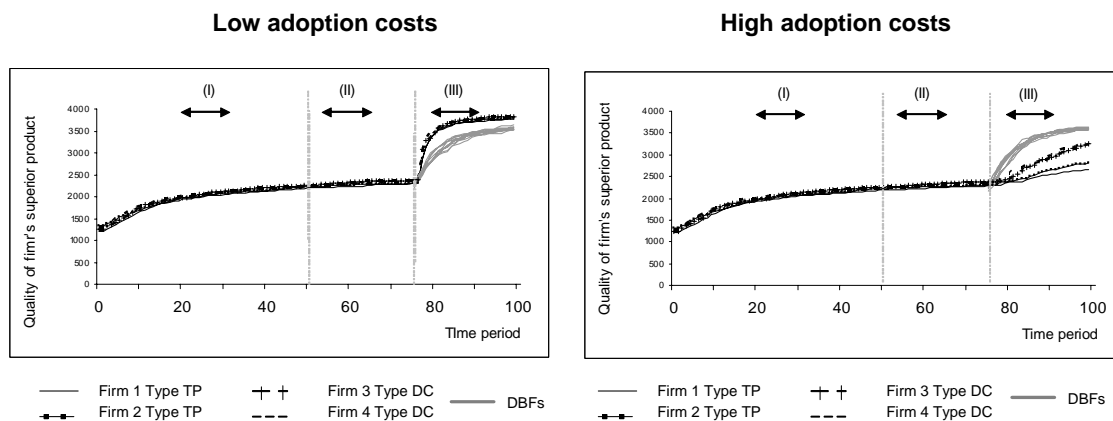 Low adoption costs
High adoption costs
(I)
(II)
(III)
4000
3500
3000
2500
2000
1500
1000
500
0
0 20 40 60 80 100
Quality of fimr's superior product
TIme period
(I)
(II)
(III)
4000
3500
3000
2500
2000
1500
1000
500
0
0 20 40 60 80 100
Quality of firm's superior product
Time period
Firm 1 Type TP
Firm 3 Type DC
DBFs
Firm 2 Type TP
Firm 4 Type DC
Firm 1 Type TP
Firm 3 Type DC
DBFs
Firm 2 Type TP
Firm 4 Type DC